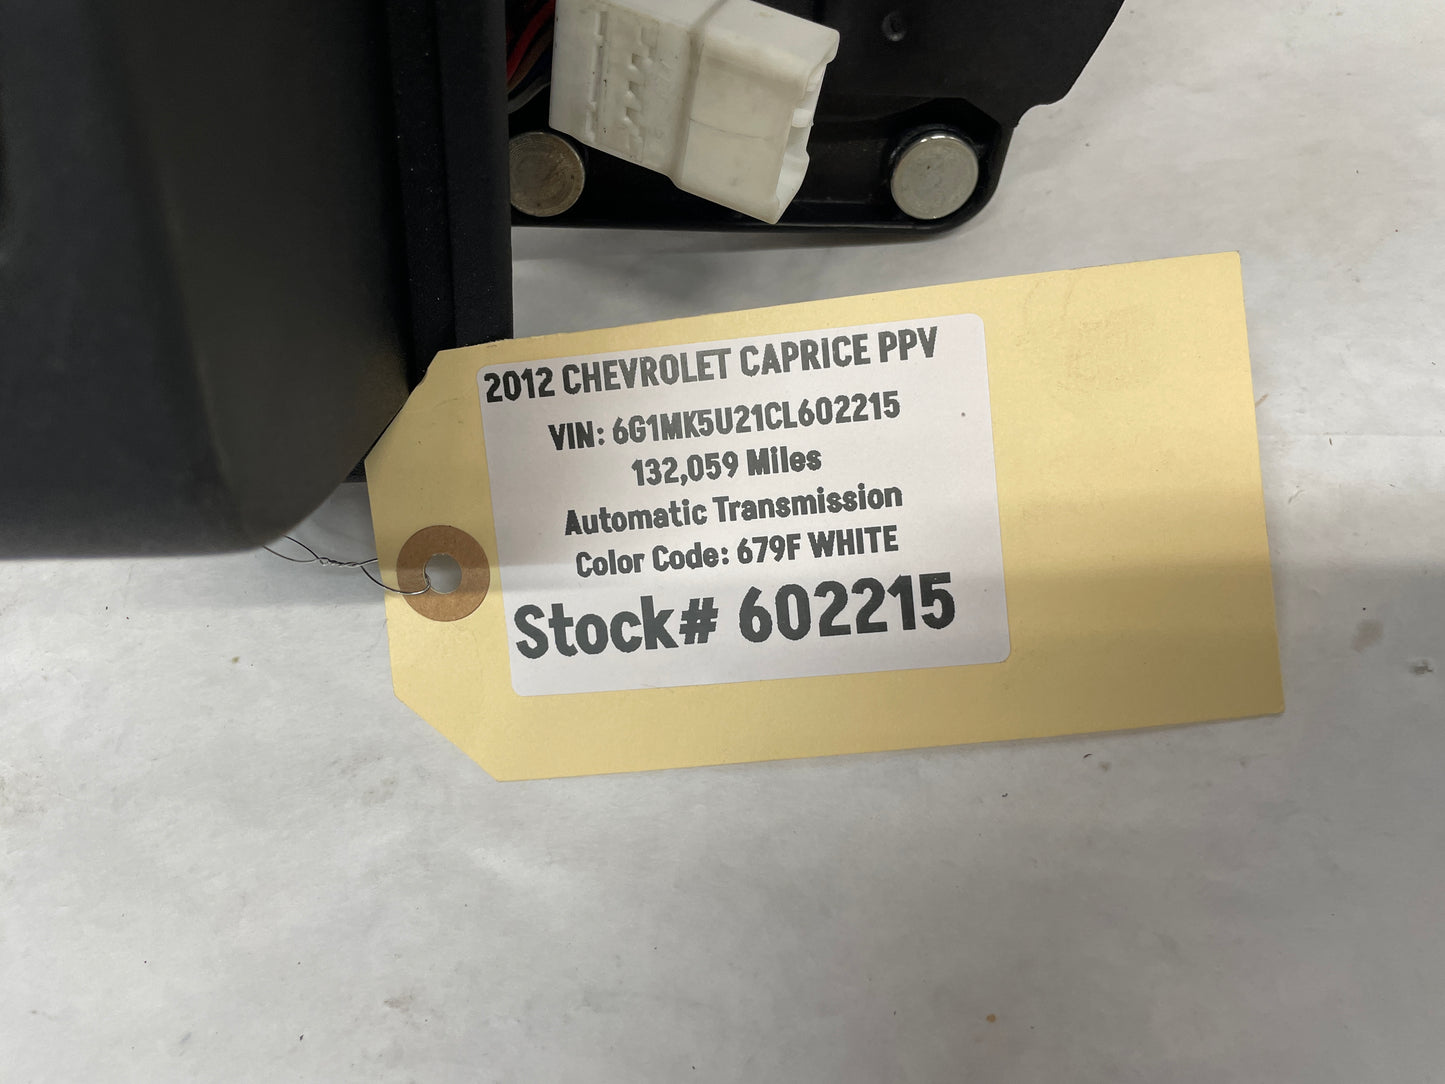 2012 CHEVROLET CAPRICE PPV
VIN: 6G1MK5U21CL602215
132,059 Miles
Automatic Transmission
Color Code: 679F WHITE
Stock# 602215